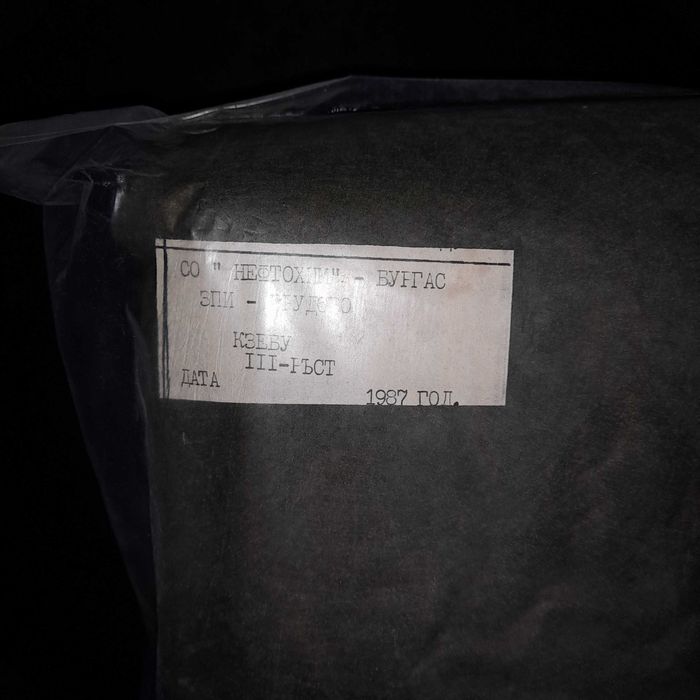 СО " НЕФТОХИМ" - БУРГАС
ЗПИ -
КЗЕБУ
III-РЪСТ
ДАТА
1987 ГОД.